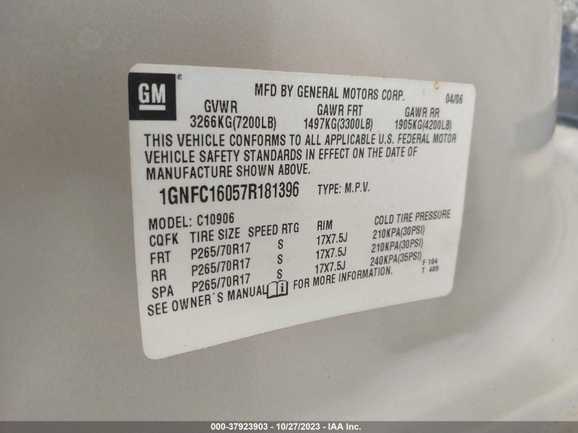 GM
MFD BY GENERAL MOTORS CORP. 04/06
GVWR GAWR FRT GAWR RR
3266KG(7200LB) 1497KG(3300LB) 1905KG(4200LB)
THIS VEHICLE CONFORMS TO ALL APPLICABLE U.S. FEDERAL MOTOR
VEHICLE SAFETY STANDARDS IN EFFECT ON THE DATE OF
MANUFACTURE SHOWN ABOVE.
1GNFC16057R181396 TYPE: M.P.V.
MODEL: C10906
CQFK TIRE SIZE SPEED RTG RIM COLD TIRE PRESSURE
FRT P265/70R17 S 17X7.5J 210KPA(30PSI)
RR P265/70R17 S 17X7.5J 210KPA(30PSI)
SPA P265/70R17 S 17X7.5J 240KPA(35PSI)
SEE OWNER'S MANUAL FOR MORE INFORMATION.
F 104
T 409
000-37923903 - 10/27/2023 - IAA Inc.